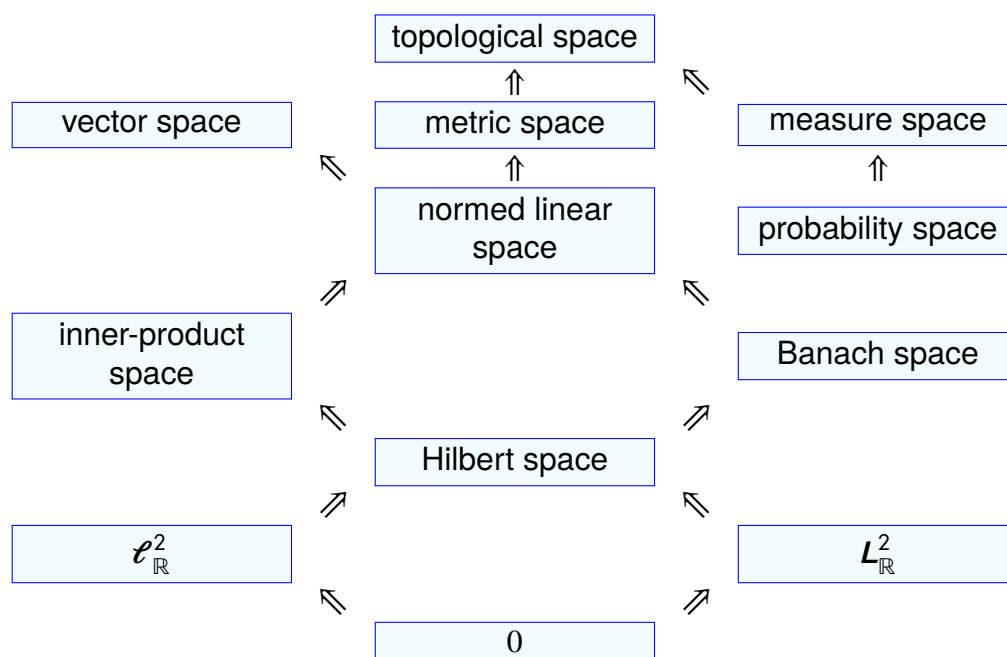 topological space
vector space
metric space
measure space
normed linear
space
probability space
inner-product
space
Banach space
Hilbert space
ℓ²_ℝ
L²_ℝ
0